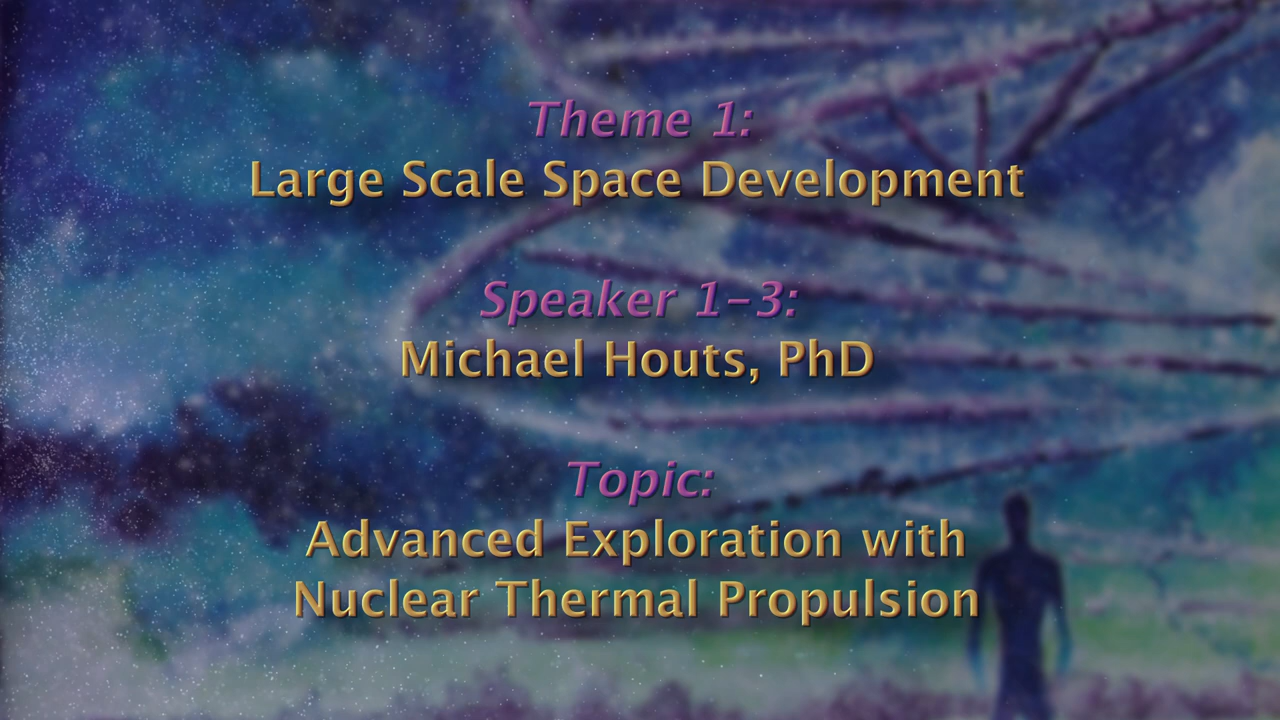 Theme 1:
Large Scale Space Development
Speaker 1-3:
Michael Houts, PhD
Topic:
Advanced Exploration with
Nuclear Thermal Propulsion